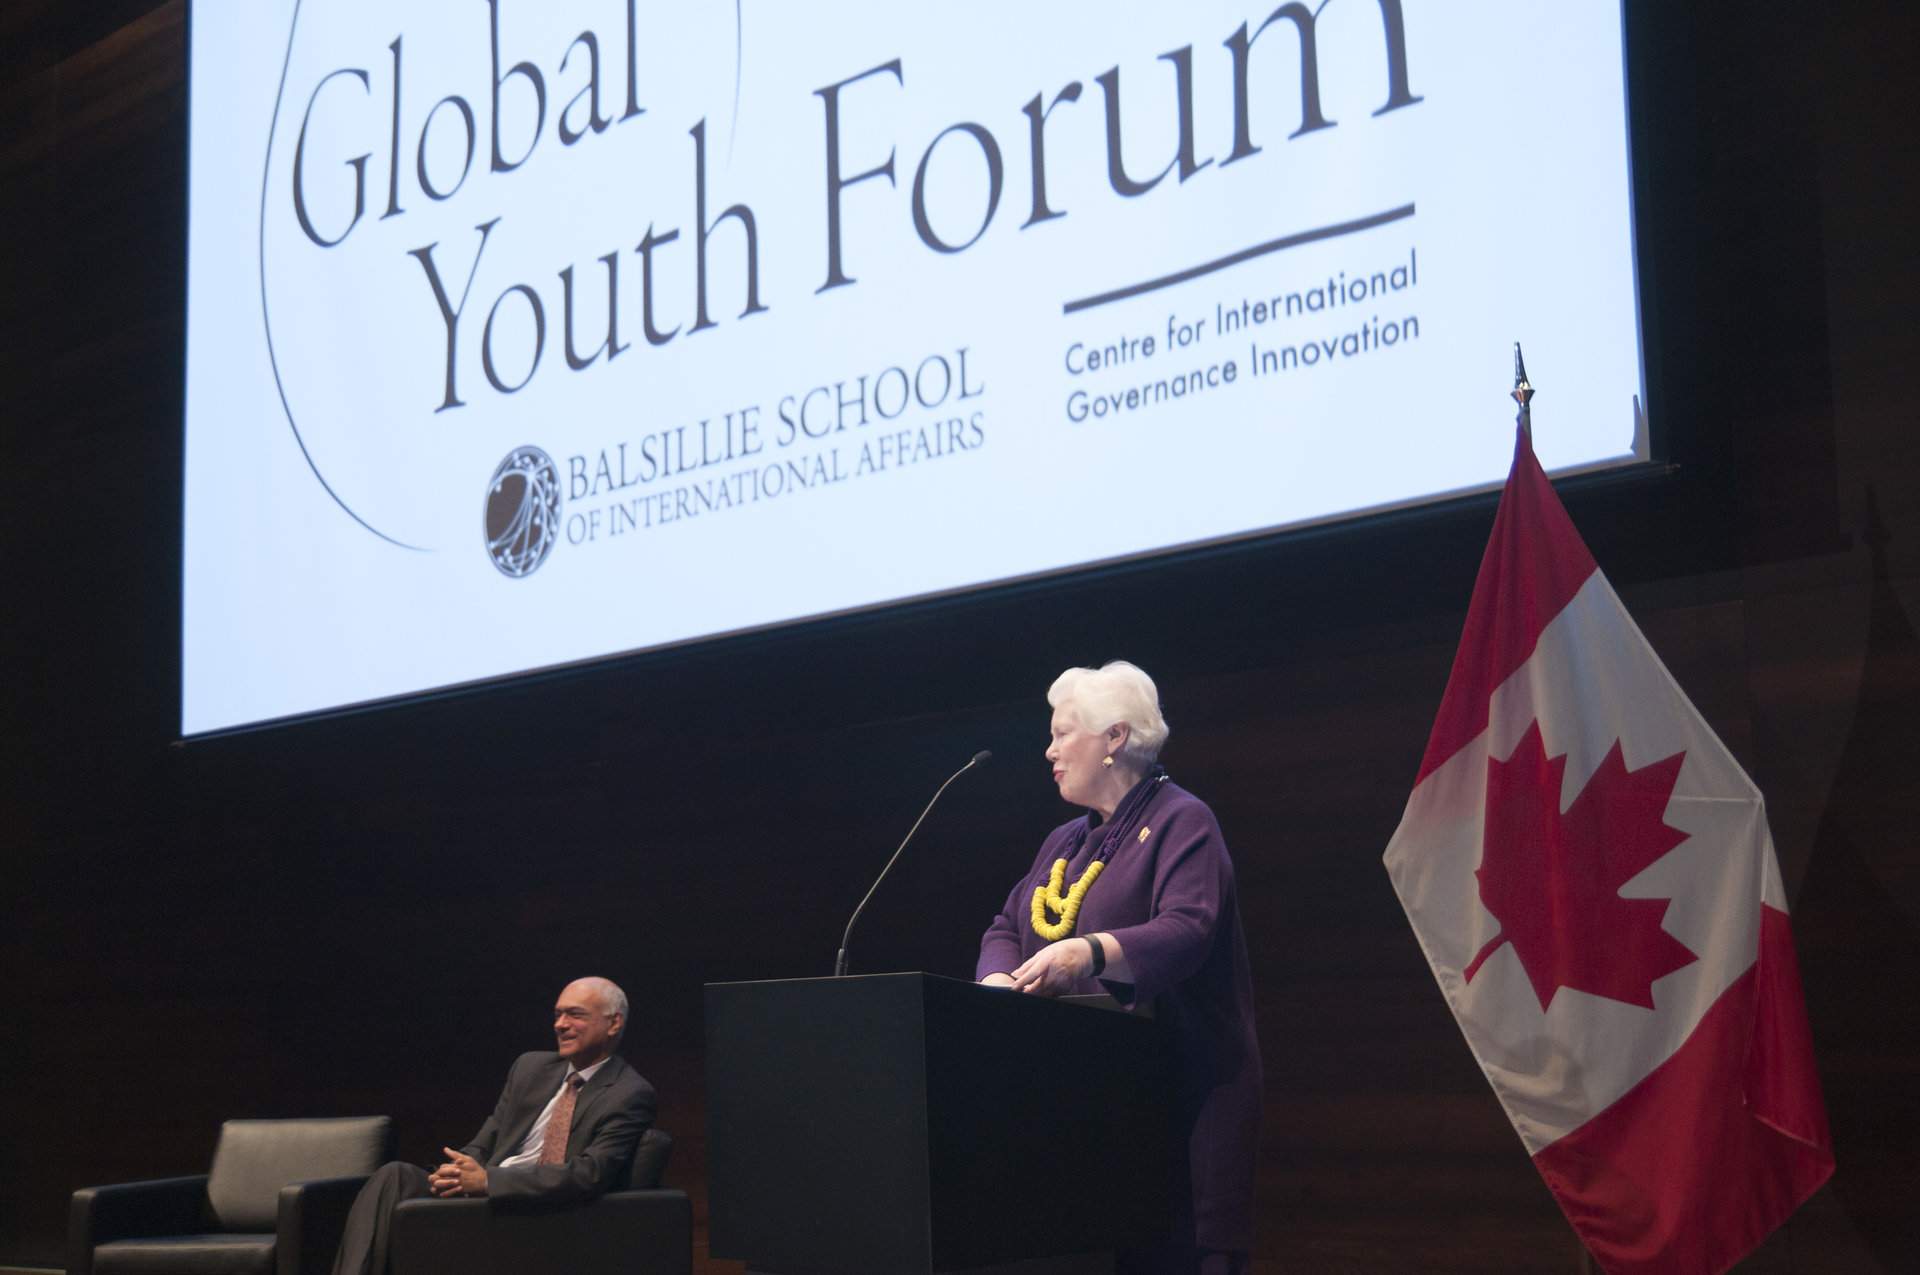 Global
Youth Forum
BALSILLIE SCHOOL
OF INTERNATIONAL AFFAIRS
Centre for International
Governance Innovation